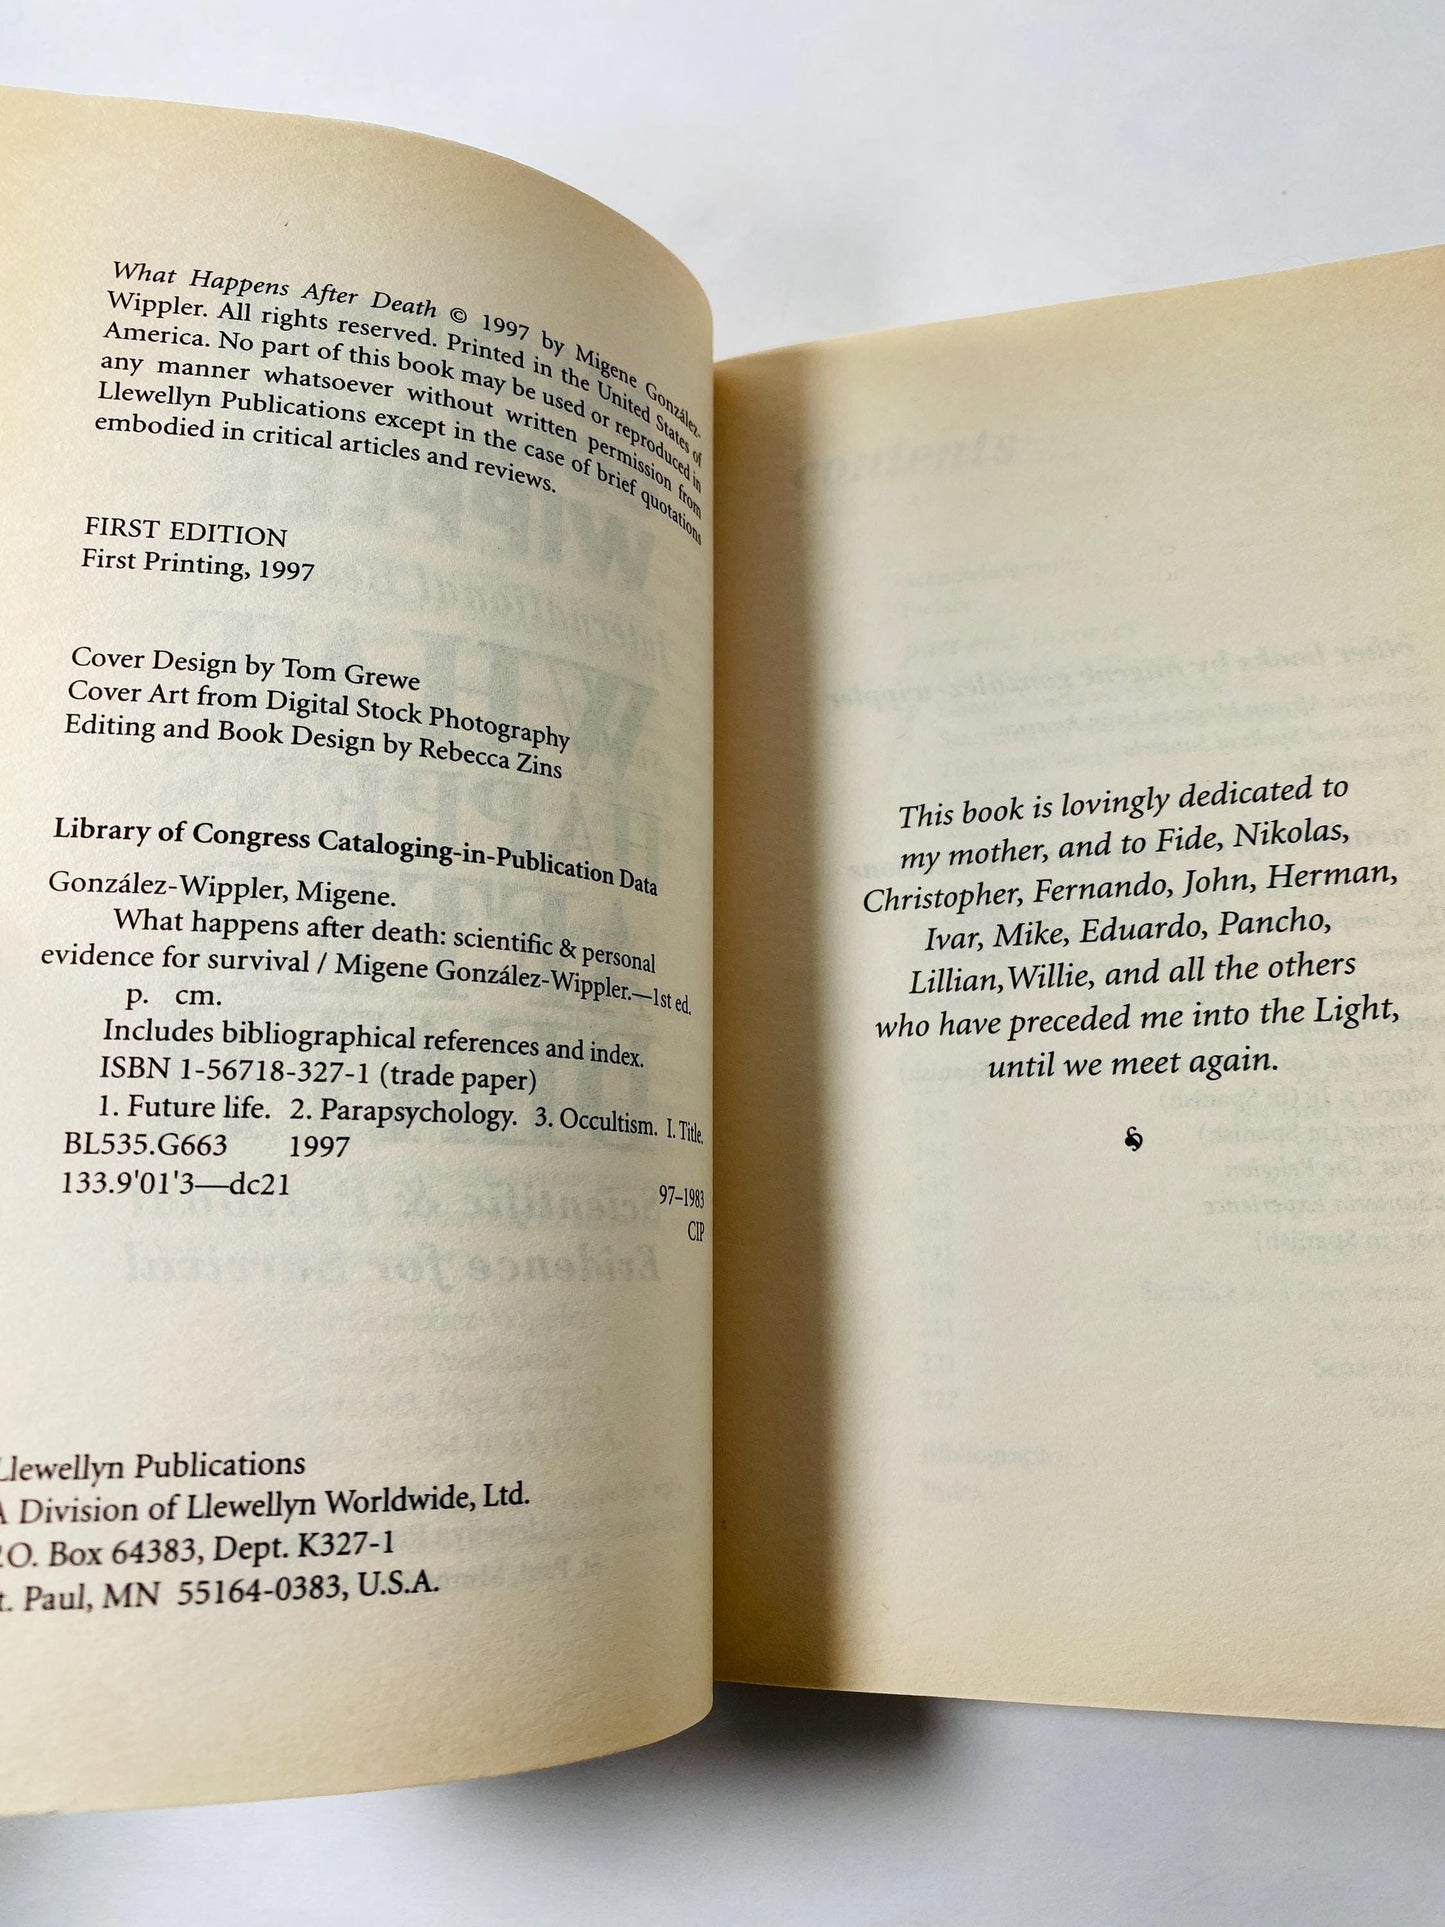 What Happens After Death © 1997 by Migene González-
Wippler. All rights reserved. Printed in the United States of
America. No part of this book may be used or reproduced in
any manner whatsoever without written permission from
Llewellyn Publications except in the case of brief quotations
embodied in critical articles and reviews.
FIRST EDITION
First Printing, 1997
Cover Design by Tom Grewe
Cover Art from Digital Stock Photography
Editing and Book Design by Rebecca Zins
Library of Congress Cataloging-in-Publication Data
González-Wippler, Migene.
What happens after death: scientific & personal
evidence for survival / Migene González-Wippler.—1st ed.
p. cm.
Includes bibliographical references and index.
ISBN 1-56718-327-1 (trade paper)
1. Future life. 2. Parapsychology. 3. Occultism. I. Title.
BL535.G663 1997
133.9'01'3—dc21
97–1983
CIP
Llewellyn Publications
A Division of Llewellyn Worldwide, Ltd.
P.O. Box 64383, Dept. K327-1
t. Paul, MN 55164-0383, U.S.A.
This book is lovingly dedicated to
my mother, and to Fide, Nikolas,
Christopher, Fernando, John, Herman,
Ivar, Mike, Eduardo, Pancho,
Lillian, Willie, and all the others
who have preceded me into the Light,
until we meet again.